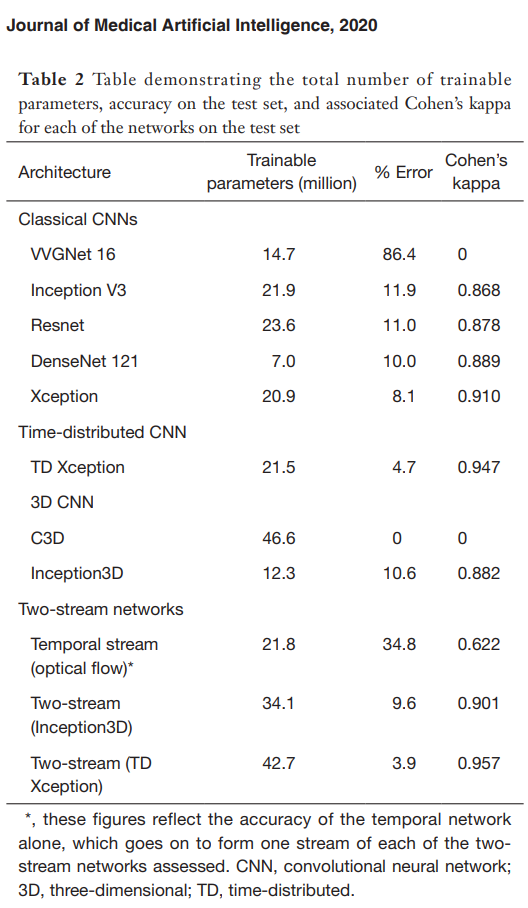 Journal of Medical Artificial Intelligence, 2020
Table 2 Table demonstrating the total number of trainable
parameters, accuracy on the test set, and associated Cohen's kappa
for each of the networks on the test set
Architecture Trainable parameters (million) % Error Cohen's kappa
Classical CNNs
VVGNet 16 14.7 86.4 0
Inception V3 21.9 11.9 0.868
Resnet 23.6 11.0 0.878
DenseNet 121 7.0 10.0 0.889
Xception 20.9 8.1 0.910
Time-distributed CNN
TD Xception 21.5 4.7 0.947
3D CNN
C3D 46.6 0 0
Inception3D 12.3 10.6 0.882
Two-stream networks
Temporal stream 21.8 34.8 0.622
(optical flow)*
Two-stream 34.1 9.6 0.901
(Inception3D)
Two-stream (TD 42.7 3.9 0.957
Xception)
*, these figures reflect the accuracy of the temporal network
alone, which goes on to form one stream of each of the two-
stream networks assessed. CNN, convolutional neural network;
3D, three-dimensional; TD, time-distributed.